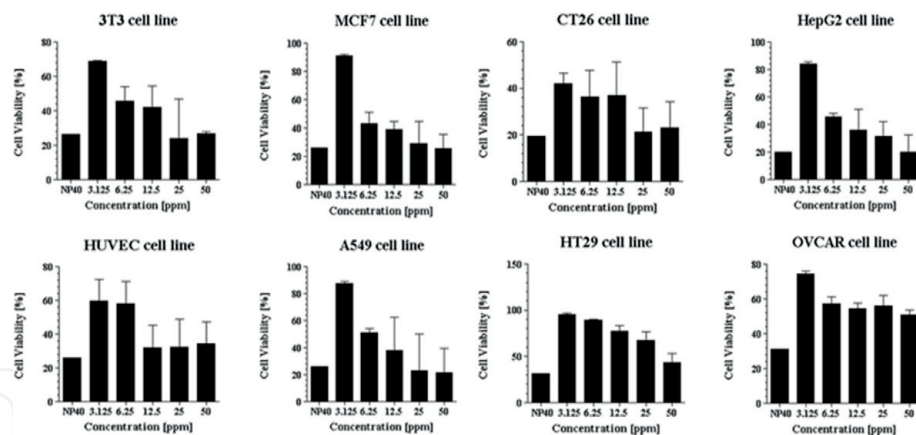 3T3 cell line
Cell Viability [%]
80
60
40
20
0
NP40 3.125 6.25 12.5 25 50
Concentration [ppm]
MCF7 cell line
Cell Viability [%]
100
80
60
40
20
0
NP40 3.125 6.25 12.5 25 50
Concentration [ppm]
CT26 cell line
Cell Viability [%]
60
40
20
0
NP40 3.125 6.25 12.5 25 50
Concentration [ppm]
HepG2 cell line
Cell Viability [%]
100
80
60
40
20
0
NP40 3.125 6.25 12.5 25 50
Concentration [ppm]
HUVEC cell line
Cell Viability [%]
80
60
40
20
0
NP40 3.125 6.25 12.5 25 50
Concentration [ppm]
A549 cell line
Cell Viability [%]
100
80
60
40
20
0
NP40 3.125 6.25 12.5 25 50
Concentration [ppm]
HT29 cell line
Cell Viability [%]
150
100
50
0
NP40 3.125 6.25 12.5 25 50
Concentration [ppm]
OVCAR cell line
Cell Viability [%]
80
60
40
20
0
NP40 3.125 6.25 12.5 25 50
Concentration [ppm]